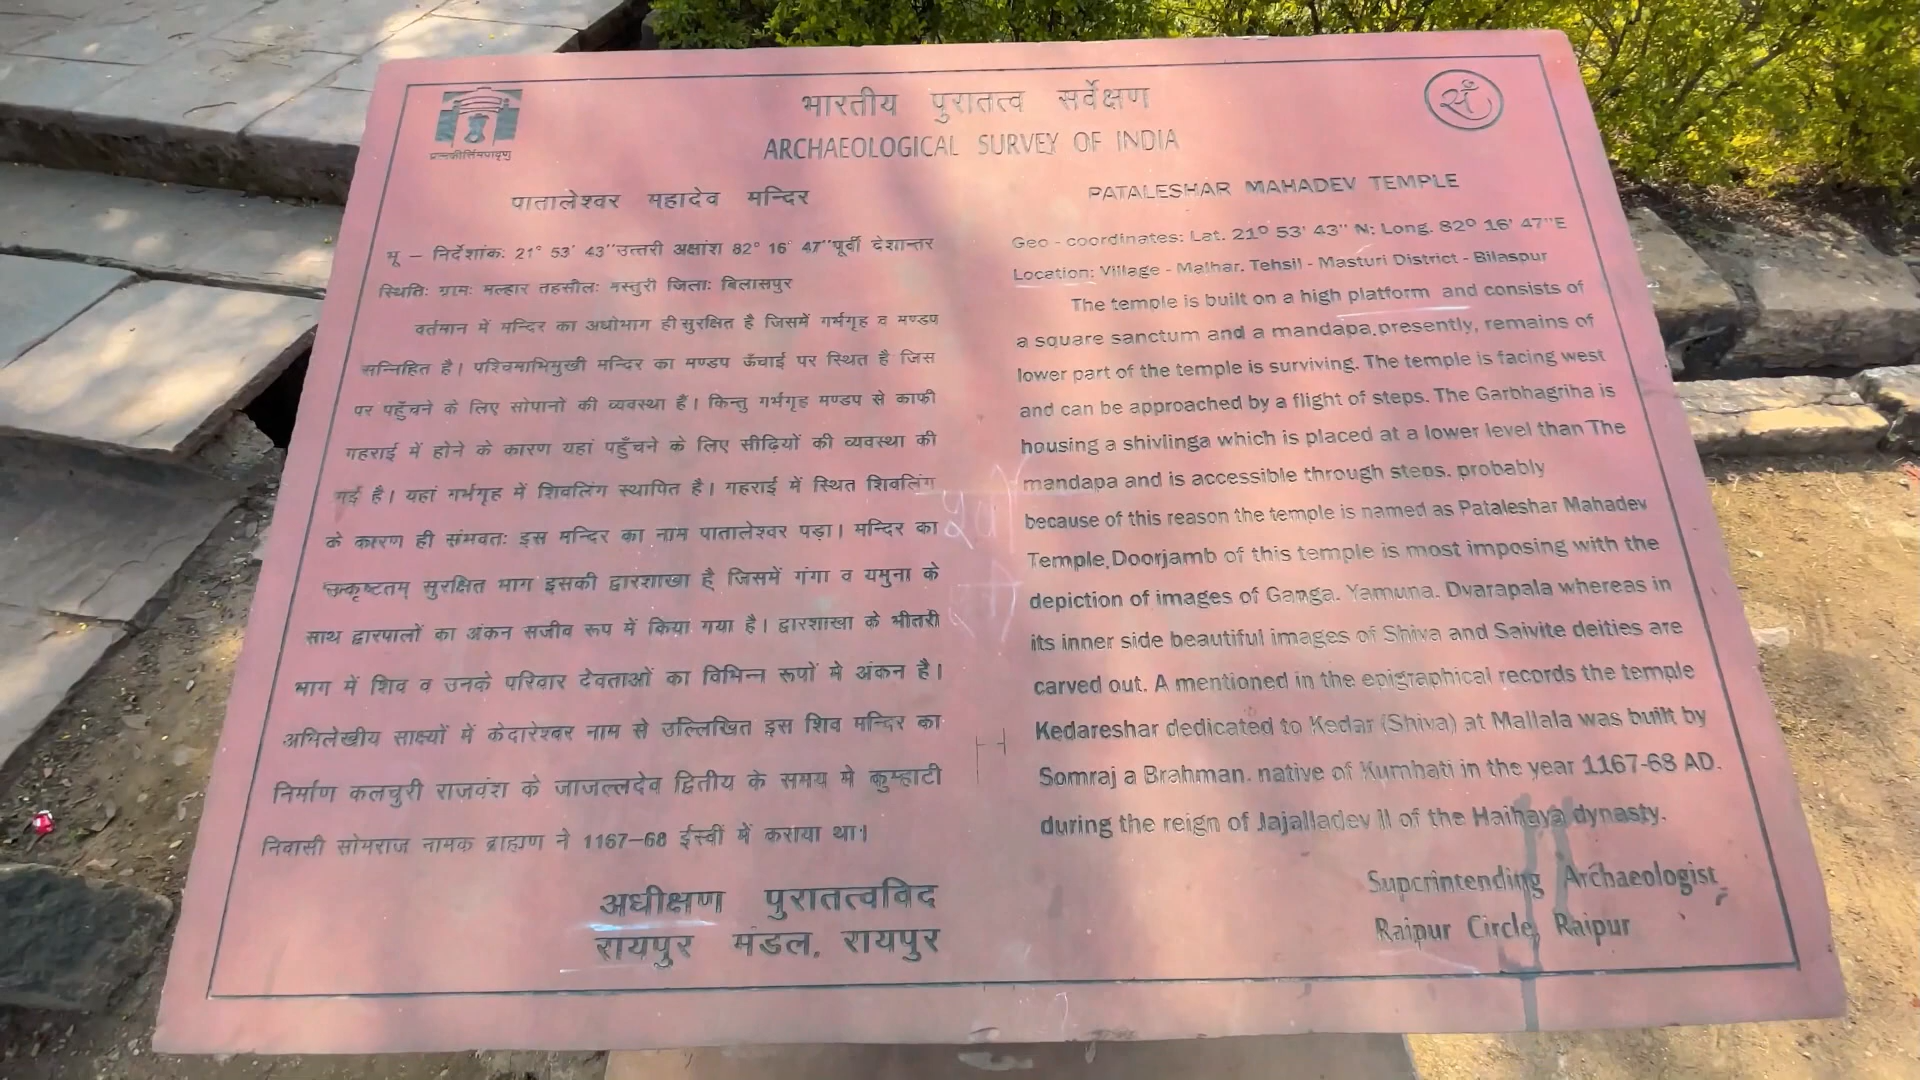 भारतीय पुरातत्व सर्वेक्षण
ARCHAEOLOGICAL SURVEY OF INDIA
पातालेश्वर महादेव मन्दिर
भू – निर्देशांक: 21° 53' 43''उत्तरी अक्षांश 82° 16' 47''पूर्वी देशान्तर
स्थितिः ग्रामः मल्हार तहसीलः मस्तुरी जिलाः बिलासपुर
वर्तमान में मन्दिर का अधोभाग ही सुरक्षित है जिसमें गर्भगृह व मण्डप
सन्निहित है। पश्चिमाभिमुखी मन्दिर का मण्डप ऊँचाई पर स्थित है जिस
पर पहुँचने के लिए सोपानों की व्यवस्था हैं। किन्तु गर्भगृह मण्डप से काफी
गहराई में होने के कारण यहां पहुँचने के लिए सीढ़ियों की व्यवस्था की
गई है। यहां गर्भगृह में शिवलिंग स्थापित है। गहराई में स्थित शिवलिंग
के कारण ही संभवतः इस मन्दिर का नाम पातालेश्वर पड़ा। मन्दिर का
उत्कृष्टतम् सुरक्षित भाग इसकी द्वारशाखा है जिसमें गंगा व यमुना के
साथ द्वारपालों का अंकन सजीव रूप में किया गया है। द्वारशाखा के भीतरी
भाग में शिव व उनके परिवार देवताओं का विभिन्न रूपों मे अंकन है।
अभिलेखीय साक्ष्यों में केदारेश्वर नाम से उल्लिखित इस शिव मन्दिर का
निर्माण कलचुरी राजवंश के जाजल्लदेव द्वितीय के समय मे कुम्हाटी
निवासी सोमराज नामक ब्राह्मण ने 1167–68 ईस्वीं में कराया था।
अधीक्षण पुरातत्वविद
रायपुर मंडल, रायपुर
PATALESHAR MAHADEV TEMPLE
Geo - coordinates: Lat. 21º 53' 43'' N: Long. 82º 16' 47''E
Location: Village - Malhar. Tehsil - Masturi District - Bilaspur
The temple is built on a high platform and consists of
a square sanctum and a mandapa.presently, remains of
lower part of the temple is surviving. The temple is facing west
and can be approached by a flight of steps. The Garbhagriha is
housing a shivlinga which is placed at a lower level than The
mandapa and is accessible through steps. probably
because of this reason the temple is named as Pataleshar Mahadev
Temple.Doorjamb of this temple is most imposing with the
depiction of images of Ganga. Yamuna. Dvarapala whereas in
its inner side beautiful images of Shiva and Saivite deities are
carved out. A mentioned in the epigraphical records the temple
Kedareshar dedicated to Kedar (Shiva) at Mallala was built by
Somraj a Brahman. native of Kumhati in the year 1167-68 AD.
during the reign of Jajalladev II of the Haihaya dynasty.
Superintending Archaeologist,
Raipur Circle, Raipur